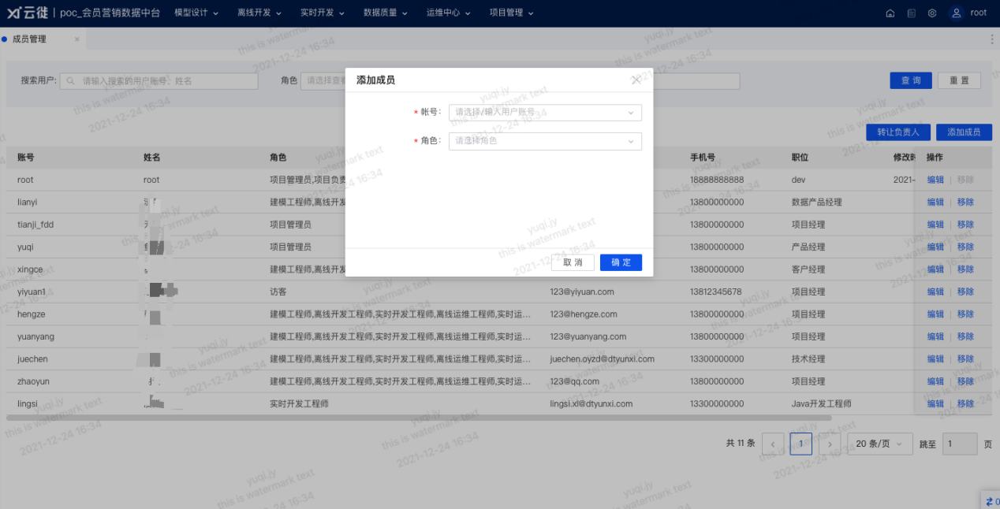 云徙 | poc_会员营销数据中台 模型设计 离线开发 实时开发 数据质量 运维中心 项目管理 root
成员管理
搜索用户: 请输入搜索的用户账号、姓名 角色 请选择查看 查询 重置
转让负责人 添加成员
添加成员
* 帐号: 请选择/输入用户账号
* 角色: 请选择角色
取消 确定
账号 姓名 角色 手机号 职位 修改时 操作
root root 项目管理员,项目负责 18888888888 dev 2021- 编辑 | 移除
lianyi 建模工程师,离线开发 13800000000 数据产品经理 编辑 | 移除
tianji_fdd 项目管理员 13800000000 项目经理 编辑 | 移除
yuqi 项目管理员 13800000000 产品经理 编辑 | 移除
xingce 建模工程师,离线开发 13800000000 客户经理 编辑 | 移除
yiyuan1 访客 123@yiyuan.com 13812345678 项目经理 编辑 | 移除
hengze 建模工程师,离线开发工程师,实时开发工程师,离线运维工程师,实时运... 123@hengze.com 13800000000 项目经理 编辑 | 移除
yuanyang 建模工程师,离线开发工程师,实时开发工程师,离线运维工程师,实时运... 123@yuanyang.com 13800000000 项目经理 编辑 | 移除
juechen 建模工程师,离线开发工程师,实时开发工程师,离线运维工程师,实时运... juechen.oyzd@dtyunxi.com 13300000000 技术经理 编辑 | 移除
zhaoyun 建模工程师,离线开发工程师,实时开发工程师,离线运维工程师,实时运... 123@qq.com 13800000000 项目经理 编辑 | 移除
lingsi 实时开发工程师 lingsi.xl@dtyunxi.com 13300000000 Java开发工程师 编辑 | 移除
共 11 条 1 20 条/页 跳至 1 页
yuqi.jy
this is watermark text
2021-12-24 16:34